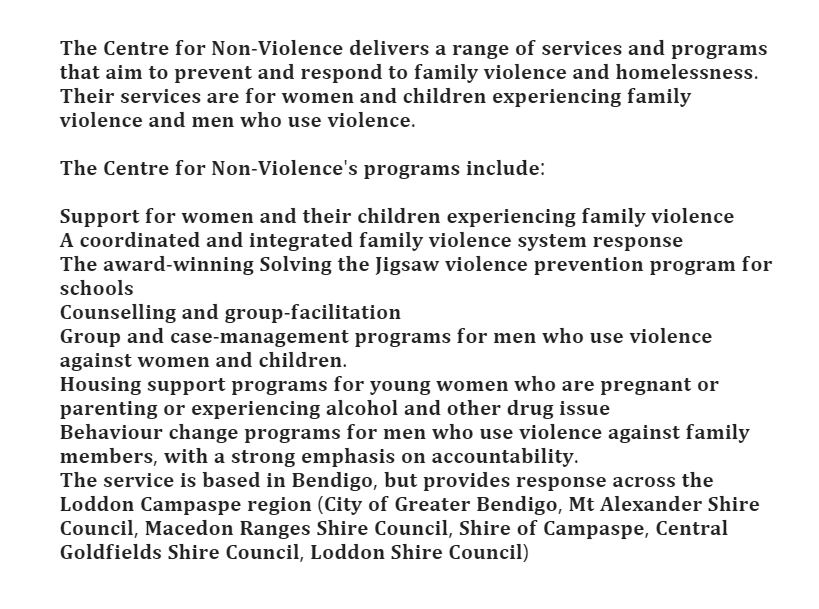 The Centre for Non-Violence delivers a range of services and programs
that aim to prevent and respond to family violence and homelessness.
Their services are for women and children experiencing family
violence and men who use violence.
The Centre for Non-Violence's programs include:
Support for women and their children experiencing family violence
A coordinated and integrated family violence system response
The award-winning Solving the Jigsaw violence prevention program for
schools
Counselling and group-facilitation
Group and case-management programs for men who use violence
against women and children.
Housing support programs for young women who are pregnant or
parenting or experiencing alcohol and other drug issue
Behaviour change programs for men who use violence against family
members, with a strong emphasis on accountability.
The service is based in Bendigo, but provides response across the
Loddon Campaspe region (City of Greater Bendigo, Mt Alexander Shire
Council, Macedon Ranges Shire Council, Shire of Campaspe, Central
Goldfields Shire Council, Loddon Shire Council)